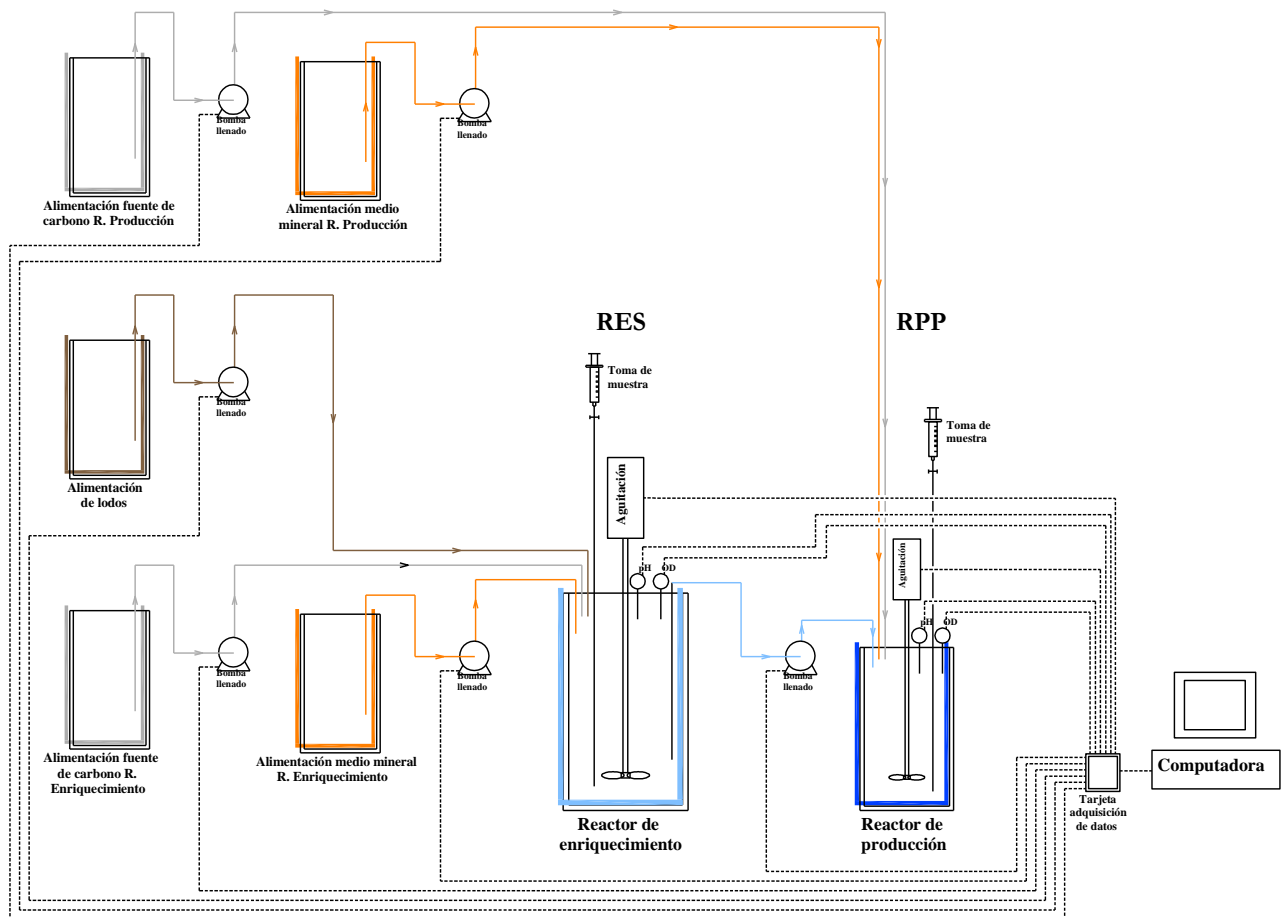 Bomba
llenado
Bomba
llenado
Alimentación fuente de
carbono R. Producción
Alimentación medio
mineral R. Producción
RES
RPP
Toma de
muestra
Bomba
llenado
Toma de
muestra
Alimentación
de lodos
Aguitación
Aguitación
pH
OD
pH
OD
Bomba
llenado
Bomba
llenado
Bomba
llenado
Alimentación fuente
de carbono R.
Enriquecimiento
Alimentación medio mineral
R. Enriquecimiento
Computadora
Tarjeta
adquisición
de datos
Reactor de
enriquecimiento
Reactor de
producción